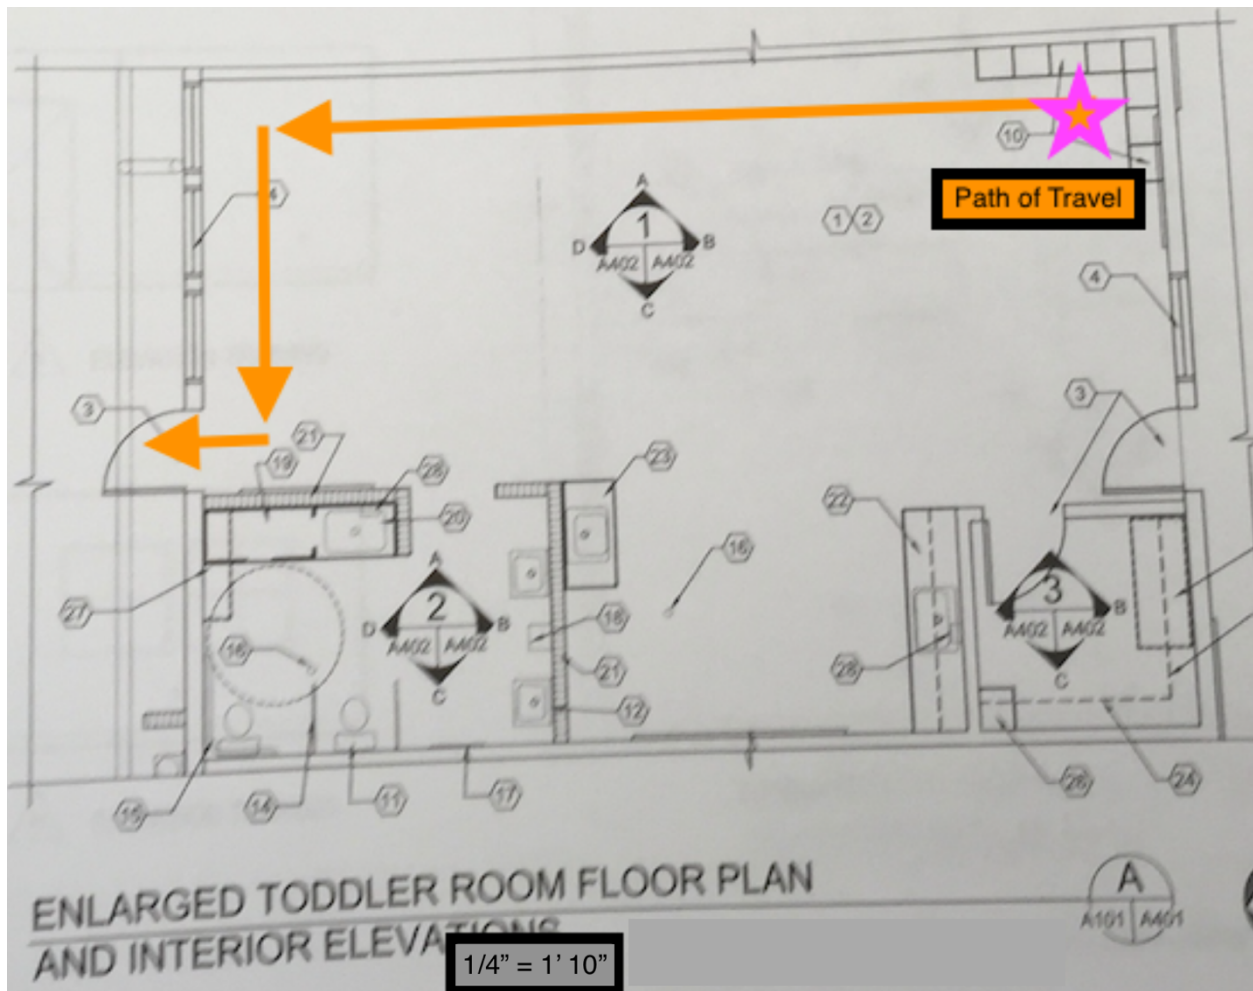 10
Path of Travel
4
A
1
D
B
A402 A402
C
1 2
4
3
3
21
19
28
20
23
22
16
A
2
D
B
A402 A402
C
3
B
A402 A402
C
27
16
18
21
12
28
15
14
11
17
26
24
ENLARGED TODDLER ROOM FLOOR PLAN
AND INTERIOR ELEVATIONS
A
A101 A401
1/4” = 1’ 10”